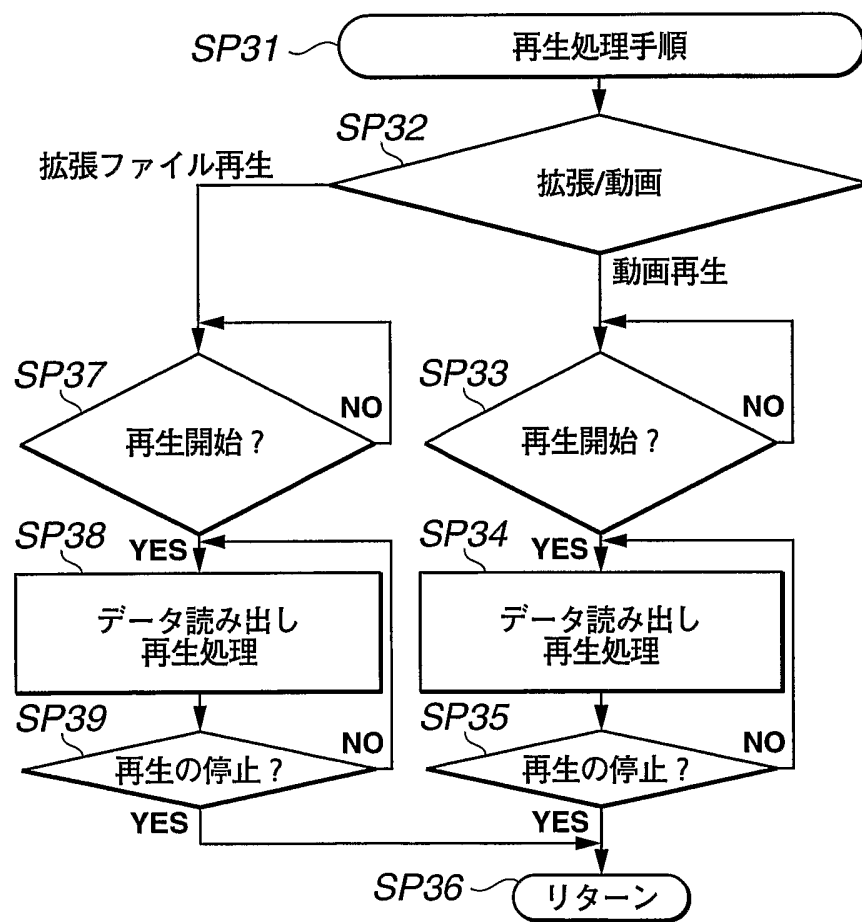 SP31
再生処理手順
SP32
拡張ファイル再生
拡張/動画
動画再生
SP37
再生開始?
NO
SP33
再生開始?
NO
SP38
YES
データ読み出し
再生処理
SP34
YES
データ読み出し
再生処理
SP39
再生の停止?
NO
YES
SP35
再生の停止?
NO
YES
SP36
リターン